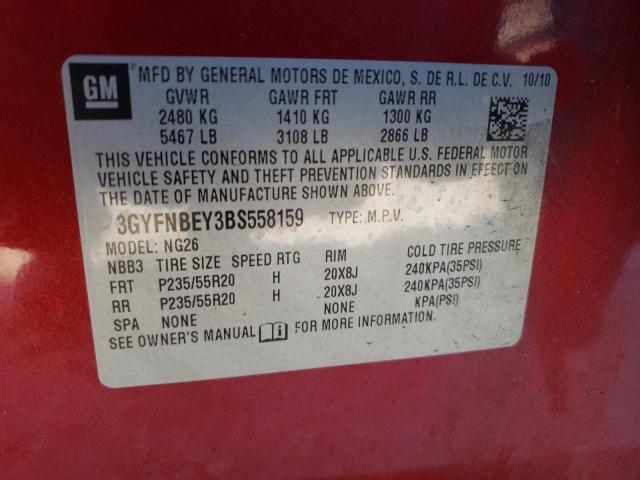 GM
MFD BY GENERAL MOTORS DE MEXICO, S. DE R.L. DE C.V. 10/10
GVWR GAWR FRT GAWR RR
2480 KG 1410 KG 1300 KG
5467 LB 3108 LB 2866 LB
THIS VEHICLE CONFORMS TO ALL APPLICABLE U.S. FEDERAL MOTOR
VEHICLE SAFETY AND THEFT PREVENTION STANDARDS IN EFFECT ON
THE DATE OF MANUFACTURE SHOWN ABOVE.
3GYFNBEY3BS558159 TYPE: M.P.V.
MODEL: NG26
NBB3 TIRE SIZE SPEED RTG RIM COLD TIRE PRESSURE
FRT P235/55R20 H 20X8J 240KPA(35PSI)
RR P235/55R20 H 20X8J 240KPA(35PSI)
SPA NONE NONE KPA(PSI)
SEE OWNER'S MANUAL FOR MORE INFORMATION.